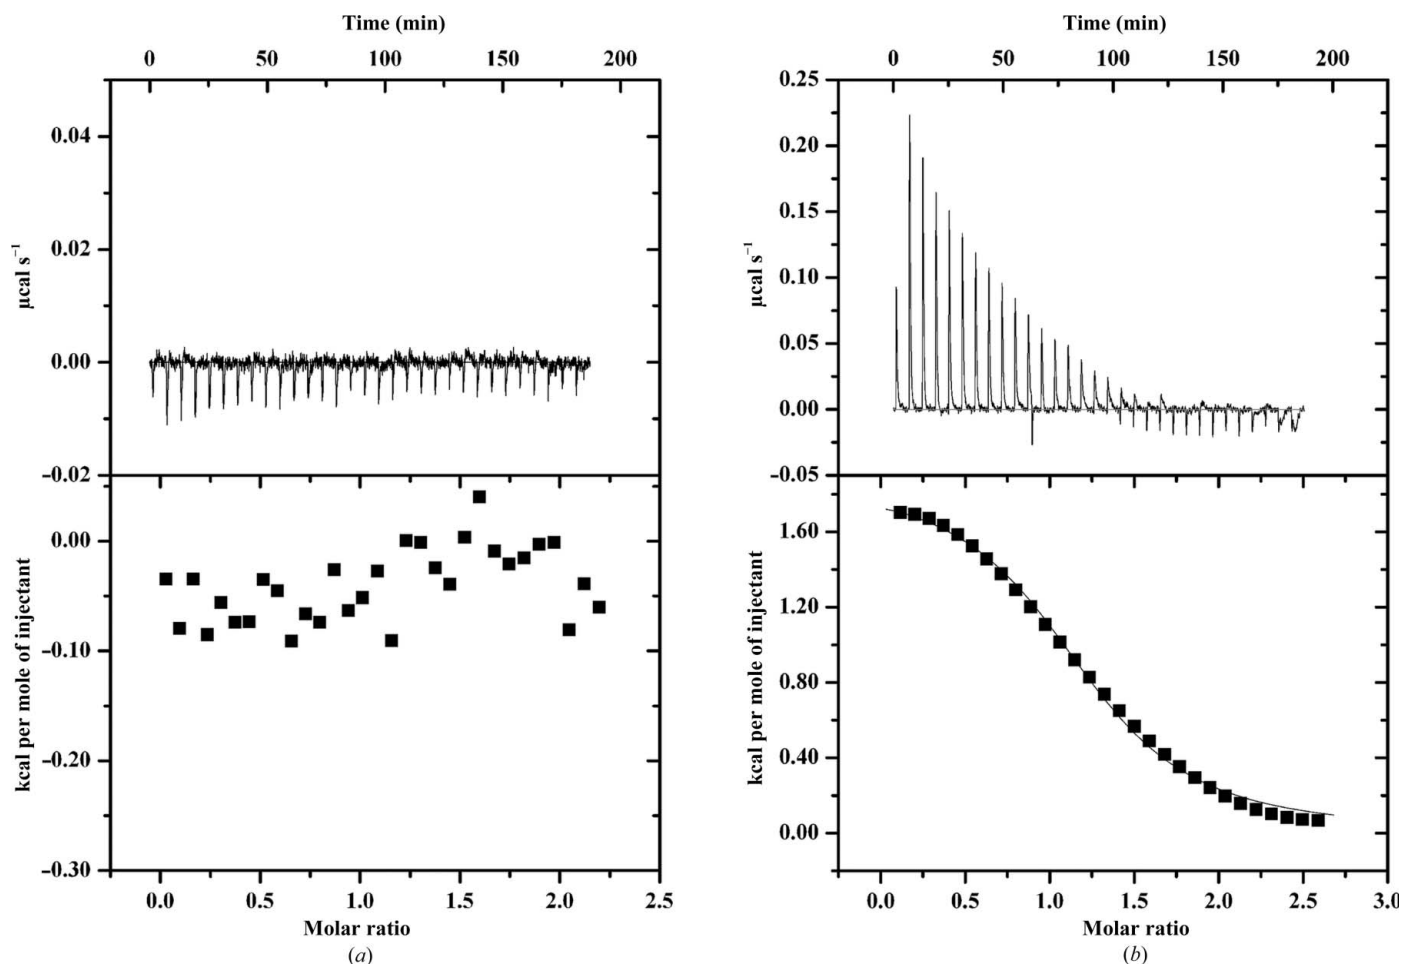 Time (min)
0 50 100 150 200
0.04
0.02
0.00
–0.02
µcal s⁻¹
0.00
–0.10
–0.20
–0.30
kcal per mole of injectant
0.0 0.5 1.0 1.5 2.0 2.5
Molar ratio
(a)
Time (min)
0 50 100 150 200
0.25
0.20
0.15
0.10
0.05
0.00
–0.05
µcal s⁻¹
1.60
1.20
0.80
0.40
0.00
kcal per mole of injectant
0.0 0.5 1.0 1.5 2.0 2.5 3.0
Molar ratio
(b)